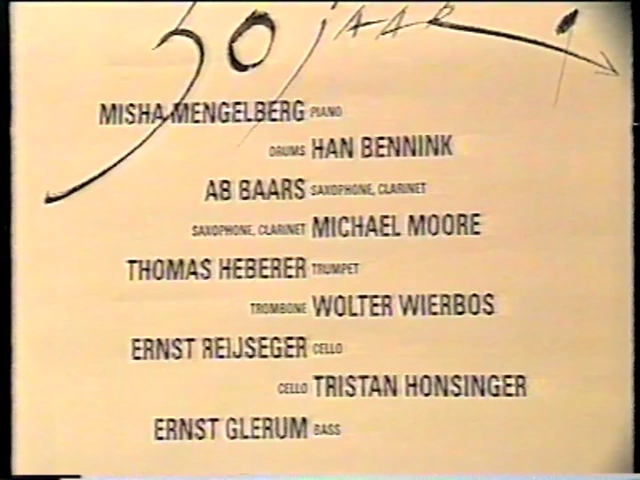 50 JAAR
MISHA MENGELBERG PIANO
DRUMS HAN BENNINK
AB BAARS SAXOPHONE, CLARINET
SAXOPHONE, CLARINET MICHAEL MOORE
THOMAS HEBERER TRUMPET
TROMBONE WOLTER WIERBOS
ERNST REIJSEGER CELLO
CELLO TRISTAN HONSINGER
ERNST GLERUM BASS